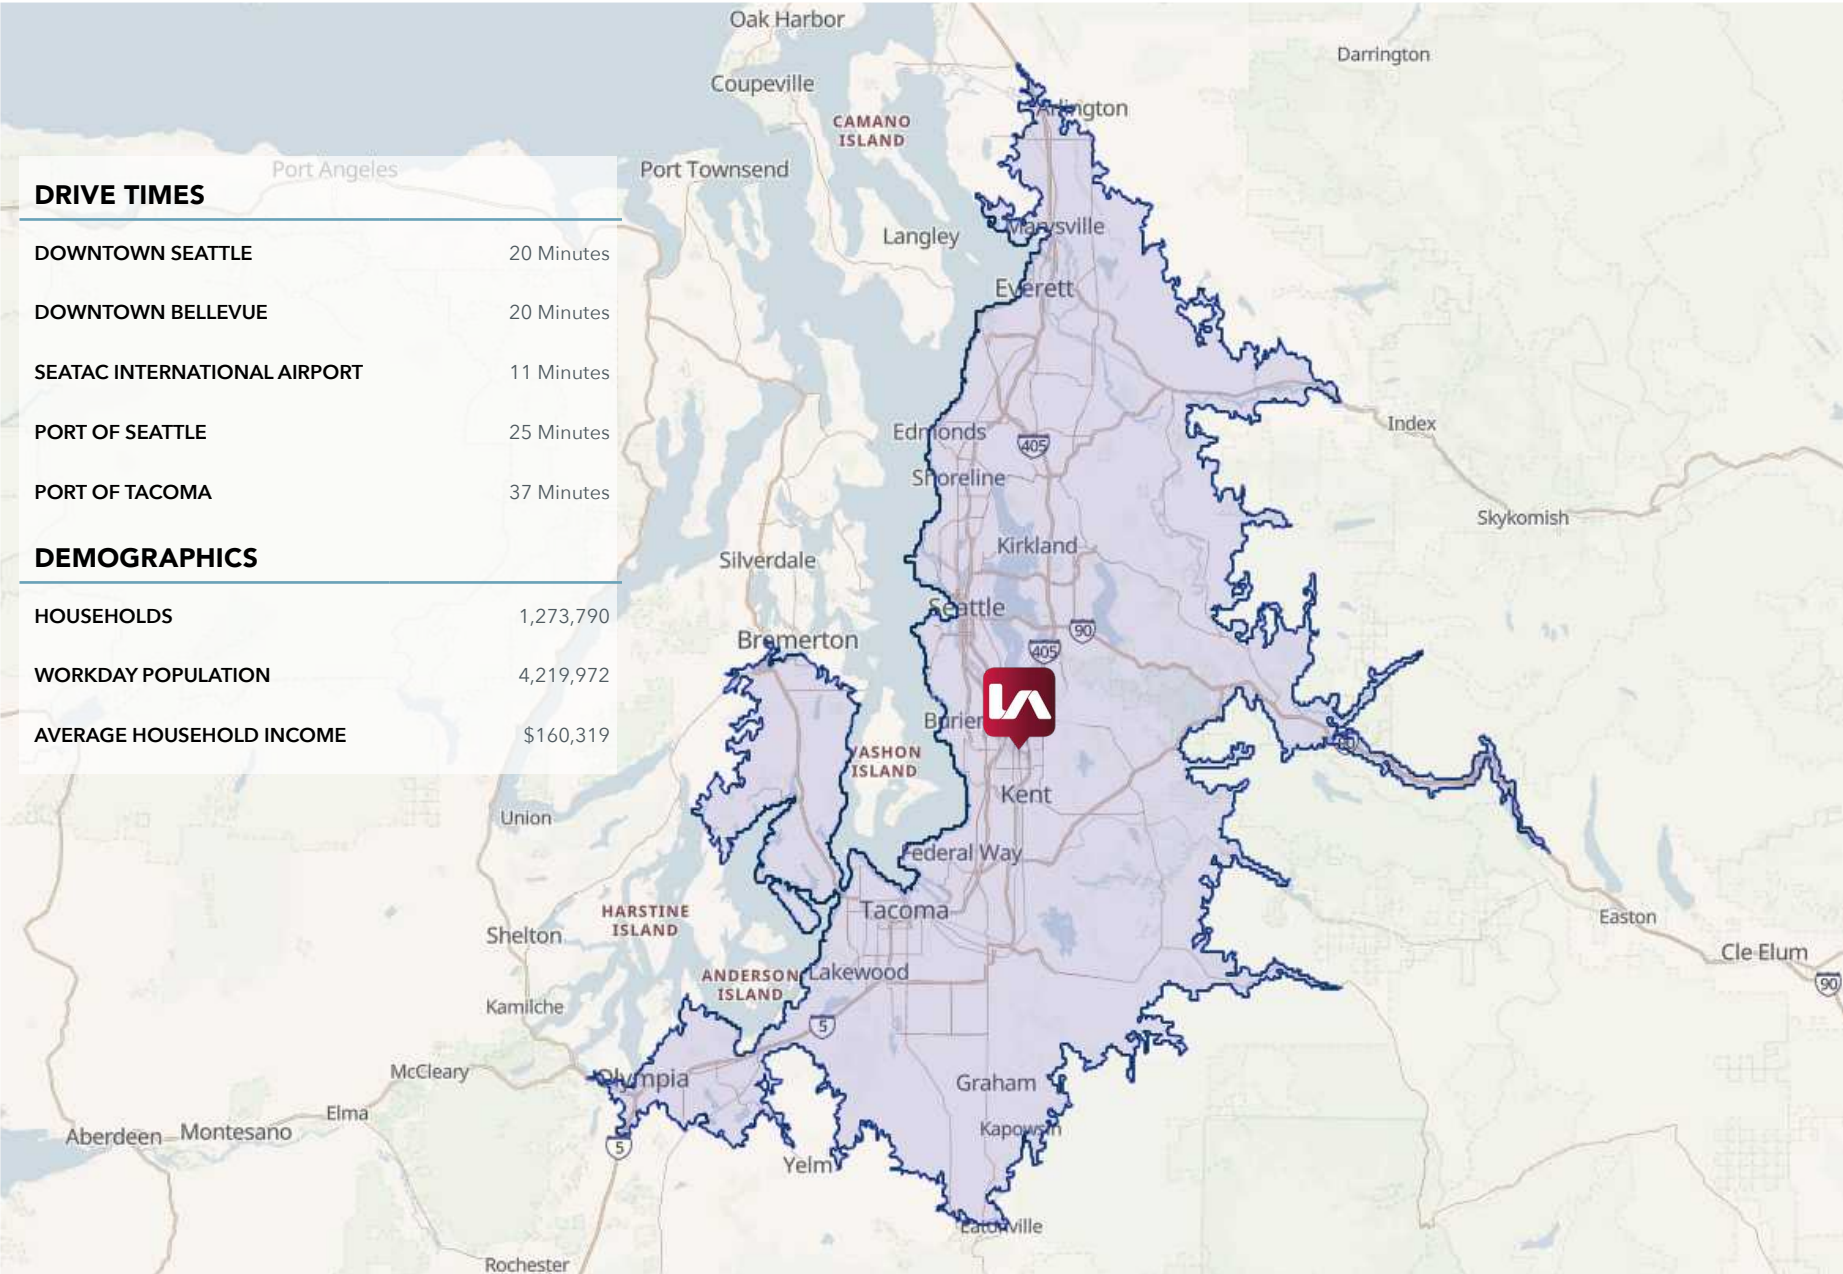 Oak Harbor
Darrington
Coupeville
Arlington
CAMANO
ISLAND
Port Angeles
Port Townsend
DRIVE TIMES
Marysville
Langley
DOWNTOWN SEATTLE 20 Minutes
Everett
DOWNTOWN BELLEVUE 20 Minutes
SEATAC INTERNATIONAL AIRPORT 11 Minutes
Index
PORT OF SEATTLE 25 Minutes
Edmonds
405
Shoreline
PORT OF TACOMA 37 Minutes
Skykomish
Kirkland
DEMOGRAPHICS
Silverdale
Seattle
HOUSEHOLDS 1,273,790
90
Bremerton
405
WORKDAY POPULATION 4,219,972
Burien
AVERAGE HOUSEHOLD INCOME $160,319
90
VASHON
ISLAND
Kent
Union
Federal Way
HARSTINE
ISLAND
Tacoma
Easton
Shelton
Cle Elum
ANDERSON
ISLAND
Lakewood
90
Kamilche
5
McCleary
Olympia
Graham
Elma
Kapowsin
Aberdeen
Montesano
5
Yelm
Eatonville
Rochester